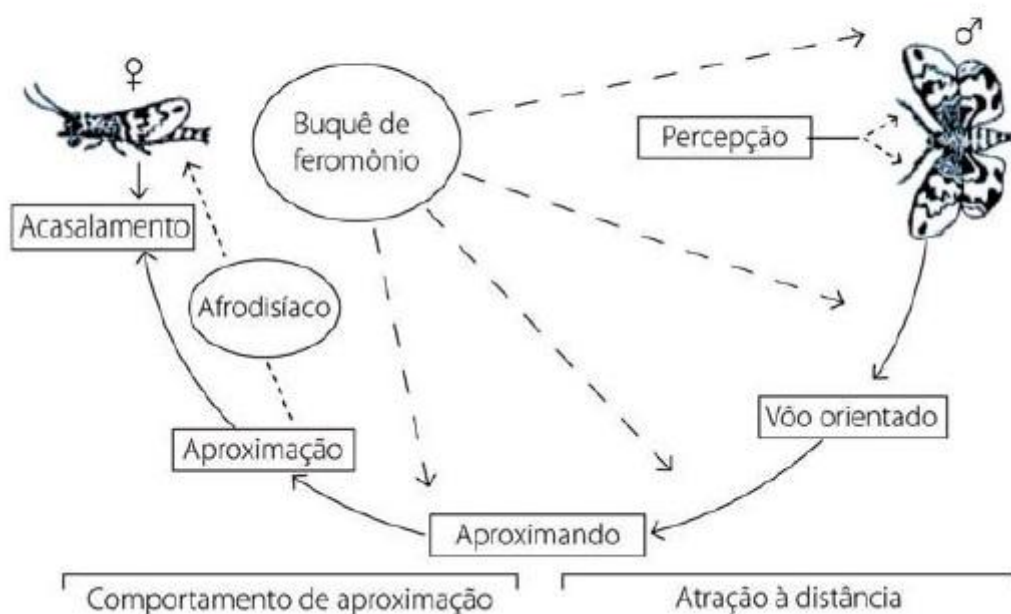 ♂
♀
Buquê de
feromônio
Percepção
Acasalamento
Afrodisíaco
Vôo orientado
Aproximação
Aproximando
Comportamento de aproximação
Atração à distância